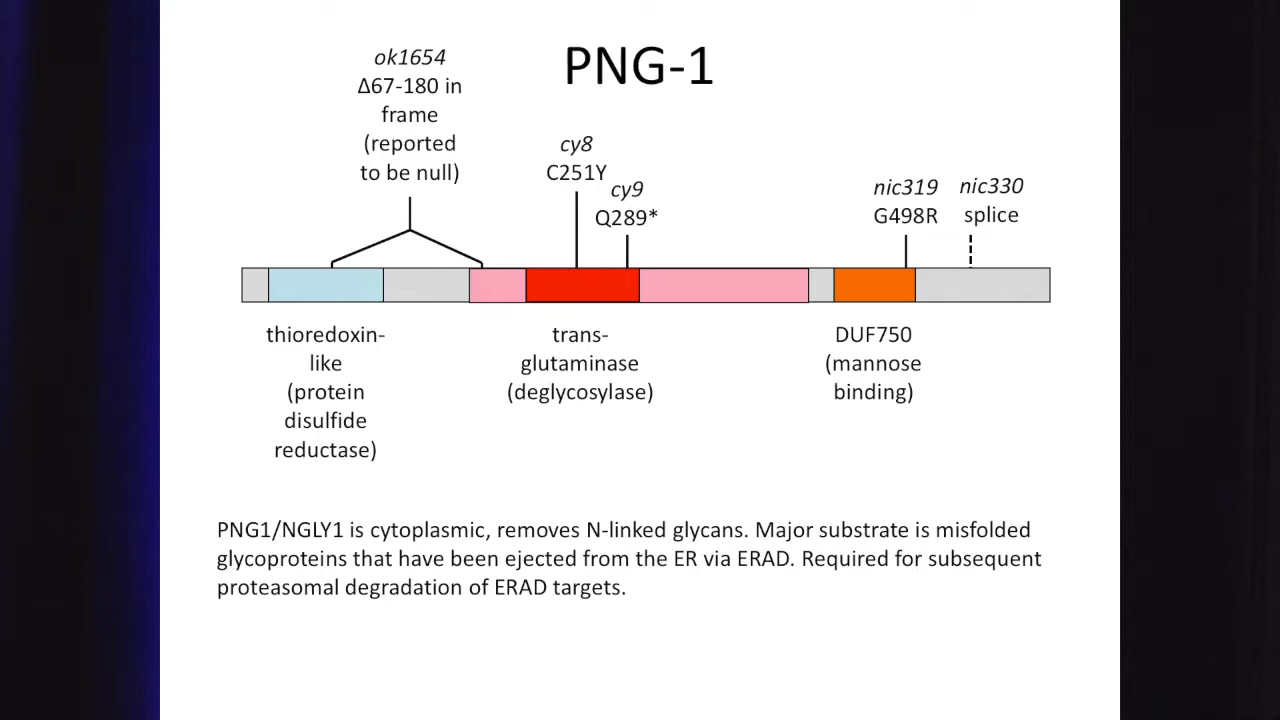 PNG-1
ok1654
Δ67-180 in
frame
(reported
to be null)
cy8
C251Y
cy9
Q289*
nic319
G498R
nic330
splice
thioredoxin-
like
(protein
disulfide
reductase)
trans-
glutaminase
(deglycosylase)
DUF750
(mannose
binding)
PNG1/NGLY1 is cytoplasmic, removes N-linked glycans. Major substrate is misfolded
glycoproteins that have been ejected from the ER via ERAD. Required for subsequent
proteasomal degradation of ERAD targets.